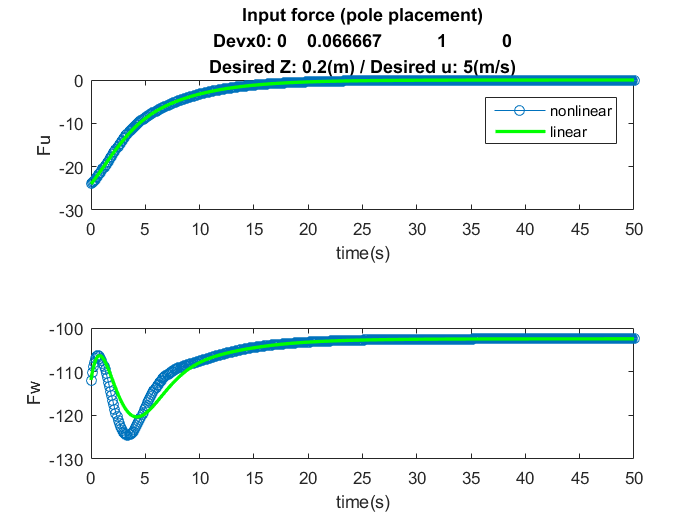 Input force (pole placement)
Devx0: 0 0.066667 1 0
Desired Z: 0.2(m) / Desired u: 5(m/s)
0
-10
-20
-30
Fu
nonlinear
linear
0 5 10 15 20 25 30 35 40 45 50
time(s)
-100
-110
-120
-130
Fw
0 5 10 15 20 25 30 35 40 45 50
time(s)